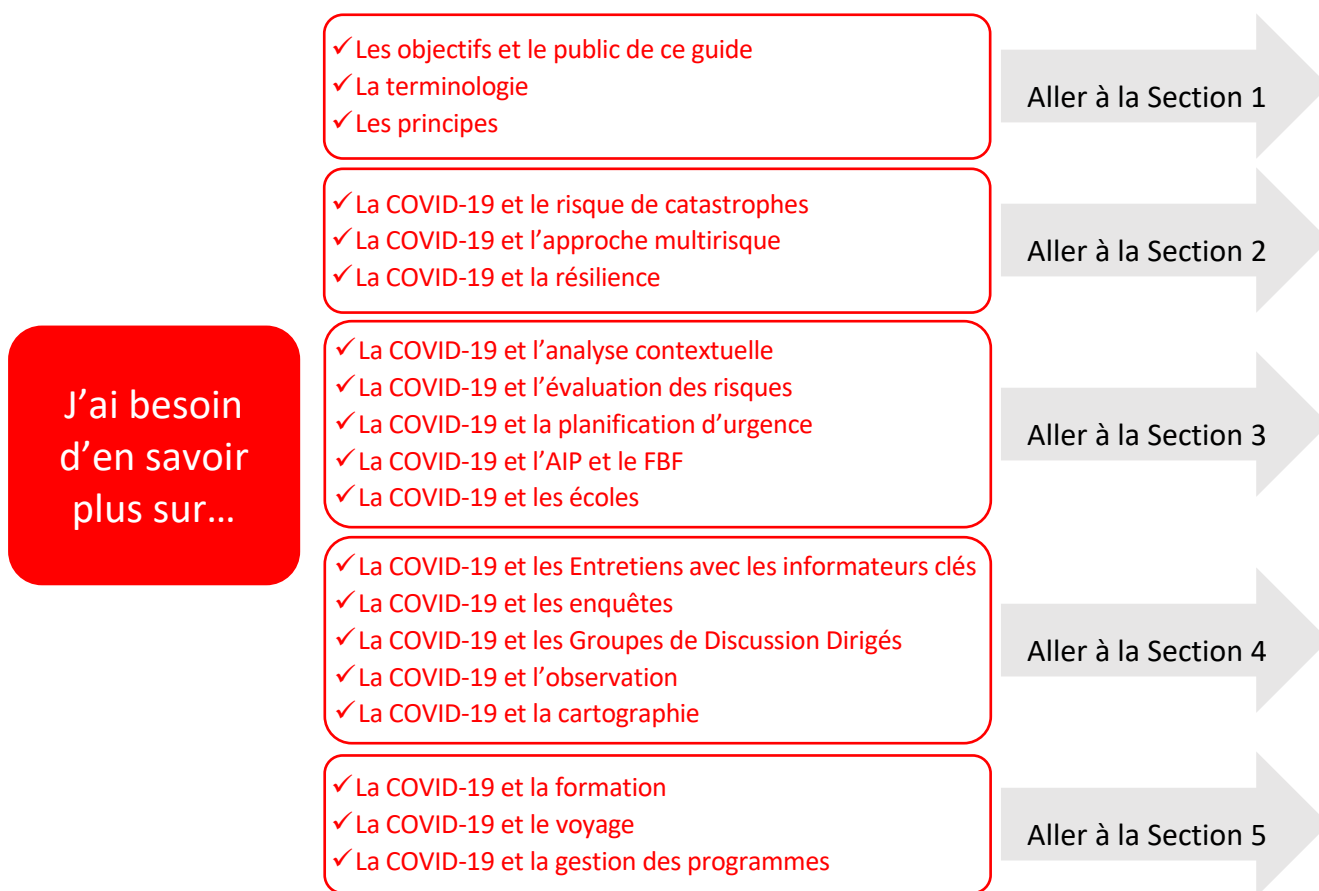 ✓Les objectifs et le public de ce guide
✓La terminologie
✓Les principes
Aller à la Section 1
✓La COVID-19 et le risque de catastrophes
✓La COVID-19 et l’approche multirisque
✓La COVID-19 et la résilience
Aller à la Section 2
J’ai besoin
d’en savoir
plus sur…
✓La COVID-19 et l’analyse contextuelle
✓La COVID-19 et l’évaluation des risques
✓La COVID-19 et la planification d’urgence
✓La COVID-19 et l’AIP et le FBF
✓La COVID-19 et les écoles
Aller à la Section 3
✓La COVID-19 et les Entretiens avec les informateurs clés
✓La COVID-19 et les enquêtes
✓La COVID-19 et les Groupes de Discussion Dirigés
✓La COVID-19 et l’observation
✓La COVID-19 et la cartographie
Aller à la Section 4
✓La COVID-19 et la formation
✓La COVID-19 et le voyage
✓La COVID-19 et la gestion des programmes
Aller à la Section 5